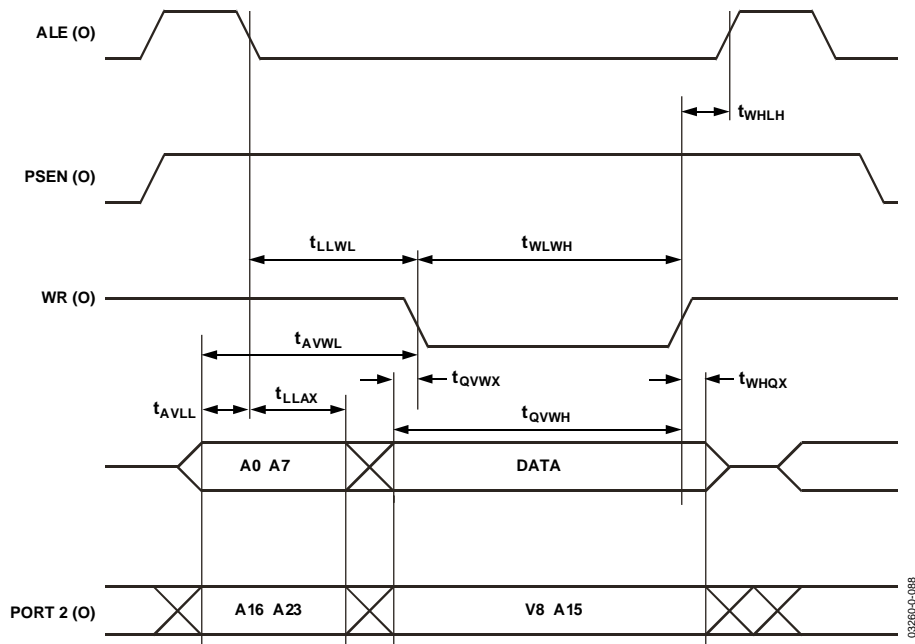 ALE (O)
tWHLH
PSEN (O)
tLLWL
tWLWH
WR (O)
tAVWL
tQVWX
tWHQX
tAVLL
tLLAX
tQVWH
A0 A7
DATA
PORT 2 (O)
A16 A23
V8 A15
03260-0-088